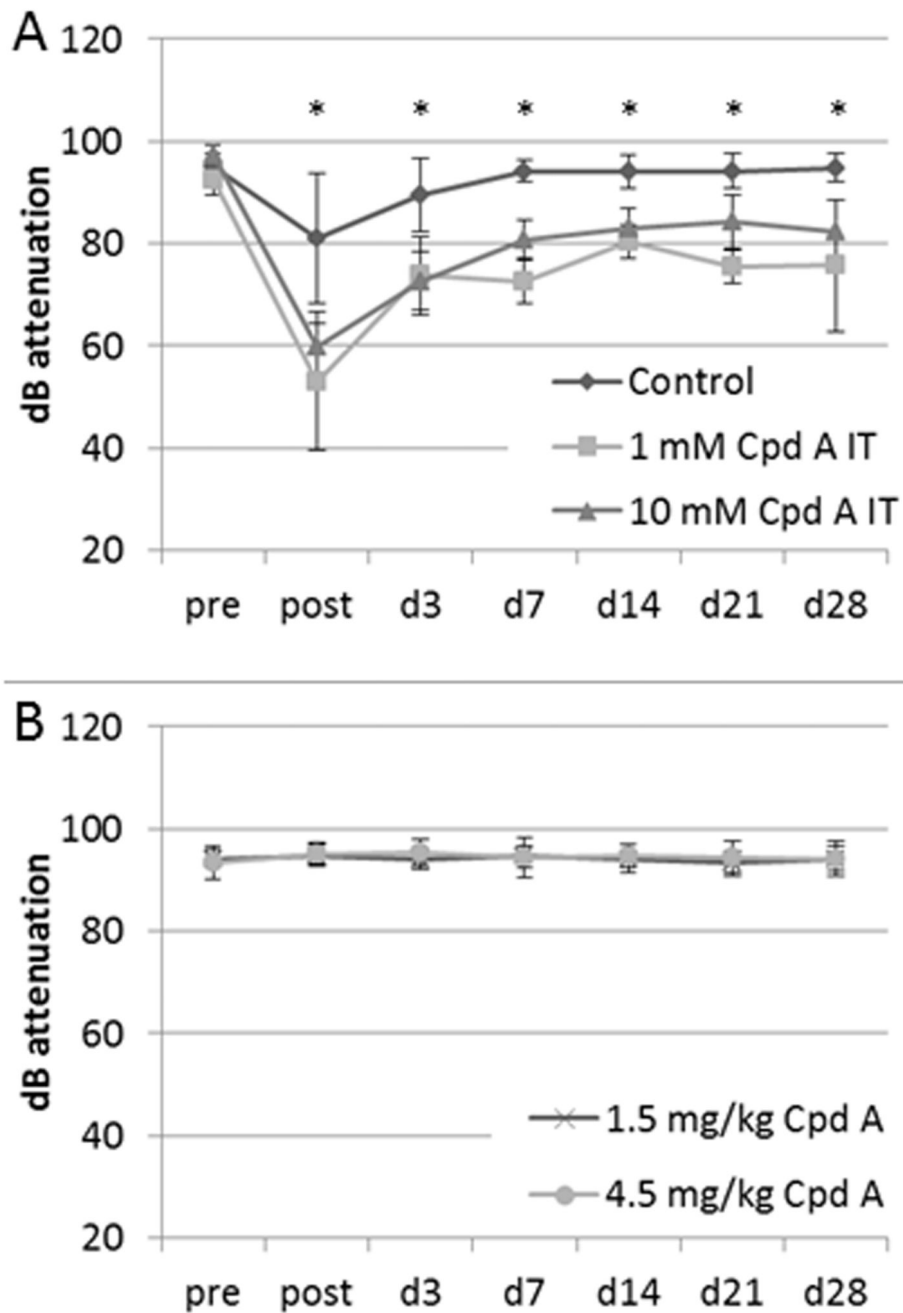 A
120
* * * * * *
100
80
60
40
20
dB attenuation
Control
1 mM Cpd A IT
10 mM Cpd A IT
pre post d3 d7 d14 d21 d28
B
120
100
80
60
40
20
dB attenuation
1.5 mg/kg Cpd A
4.5 mg/kg Cpd A
pre post d3 d7 d14 d21 d28